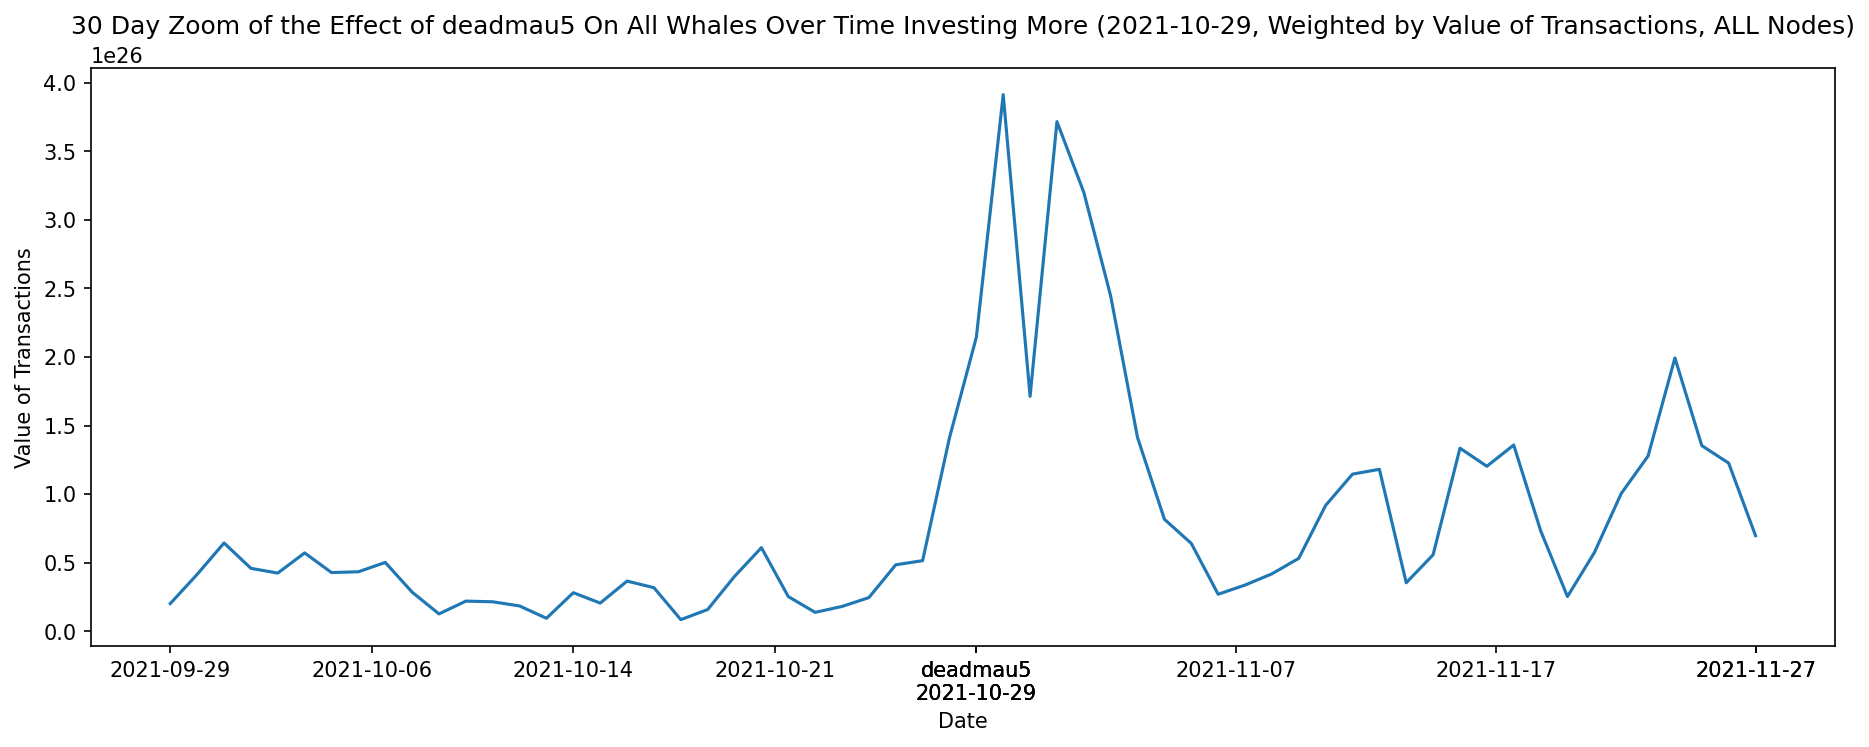 30 Day Zoom of the Effect of deadmau5 On All Whales Over Time Investing More (2021-10-29, Weighted by Value of Transactions, ALL Nodes)
1e26
4.0
3.5
3.0
2.5
2.0
1.5
1.0
0.5
0.0
Value of Transactions
2021-09-29 2021-10-06 2021-10-14 2021-10-21 deadmau5 2021-11-07 2021-11-17 2021-11-27
2021-10-29
Date